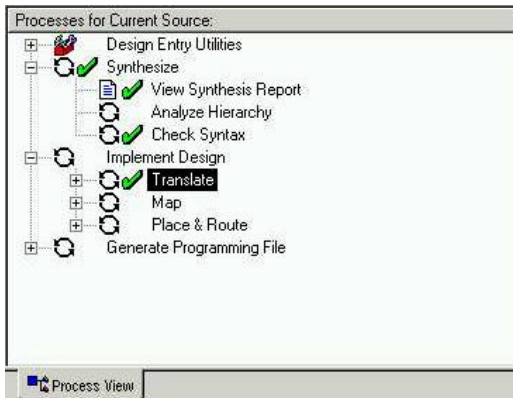 Processes for Current Source:
Design Entry Utilities
Synthesize
View Synthesis Report
Analyze Hierarchy
Check Syntax
Implement Design
Translate
Map
Place & Route
Generate Programming File
Process View